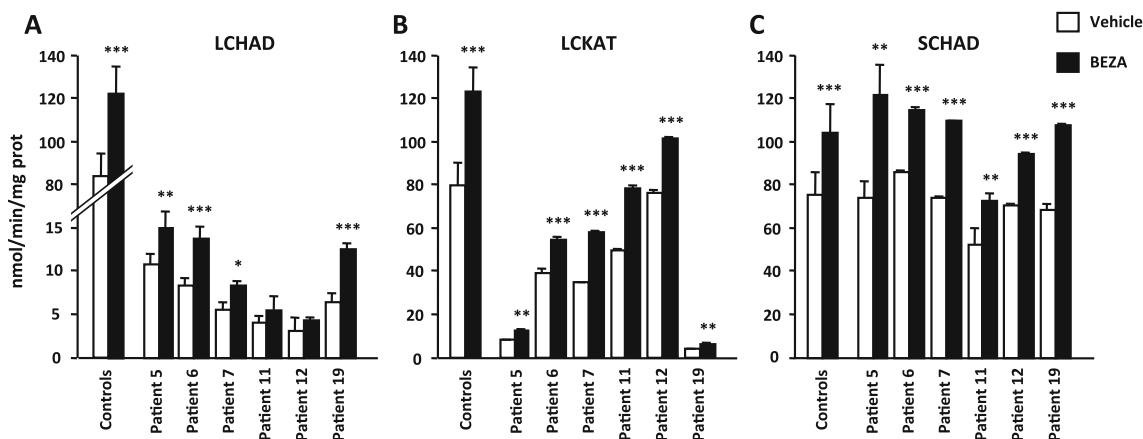 A
LCHAD
nmol/min/mg prot
140
120
100
80
15
10
5
0
***
**
***
*
***
Controls
Patient 5
Patient 6
Patient 7
Patient 11
Patient 12
Patient 19
B
LCKAT
140
120
100
80
60
40
20
0
***
**
***
***
***
***
**
Controls
Patient 5
Patient 6
Patient 7
Patient 11
Patient 12
Patient 19
C
SCHAD
140
120
100
80
60
40
20
0
***
**
***
***
**
***
***
Controls
Patient 5
Patient 6
Patient 7
Patient 11
Patient 12
Patient 19
Vehicle
BEZA